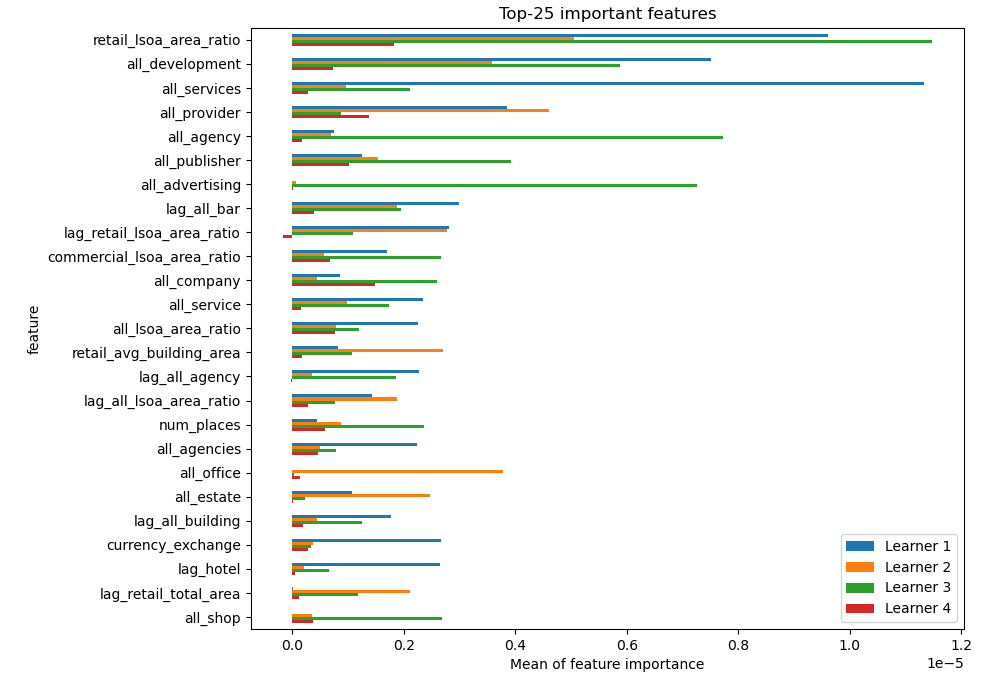 Top-25 important features
retail_lsoa_area_ratio
all_development
all_services
all_provider
all_agency
all_publisher
all_advertising
lag_all_bar
lag_retail_lsoa_area_ratio
commercial_lsoa_area_ratio
all_company
all_service
all_lsoa_area_ratio
retail_avg_building_area
lag_all_agency
lag_all_lsoa_area_ratio
num_places
all_agencies
all_office
all_estate
lag_all_building
currency_exchange
lag_hotel
lag_retail_total_area
all_shop
feature
Learner 1
Learner 2
Learner 3
Learner 4
0.0 0.2 0.4 0.6 0.8 1.0 1.2
1e−5
Mean of feature importance